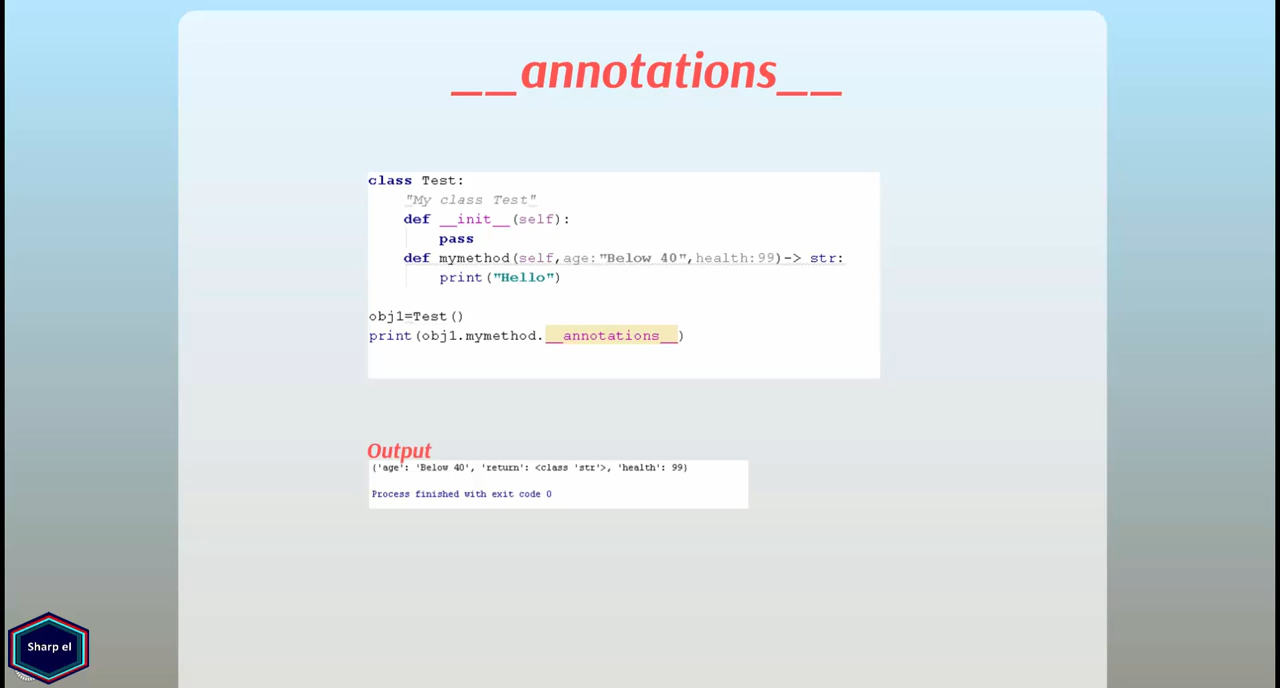 __annotations__
class Test:
"My class Test"
def __init__(self):
pass
def mymethod(self,age:"Below 40",health:99)-> str:
print("Hello")
obj1=Test()
print(obj1.mymethod.__annotations__)
Output
{'age': 'Below 40', 'return': <class 'str'>, 'health': 99}
Process finished with exit code 0
Sharp el